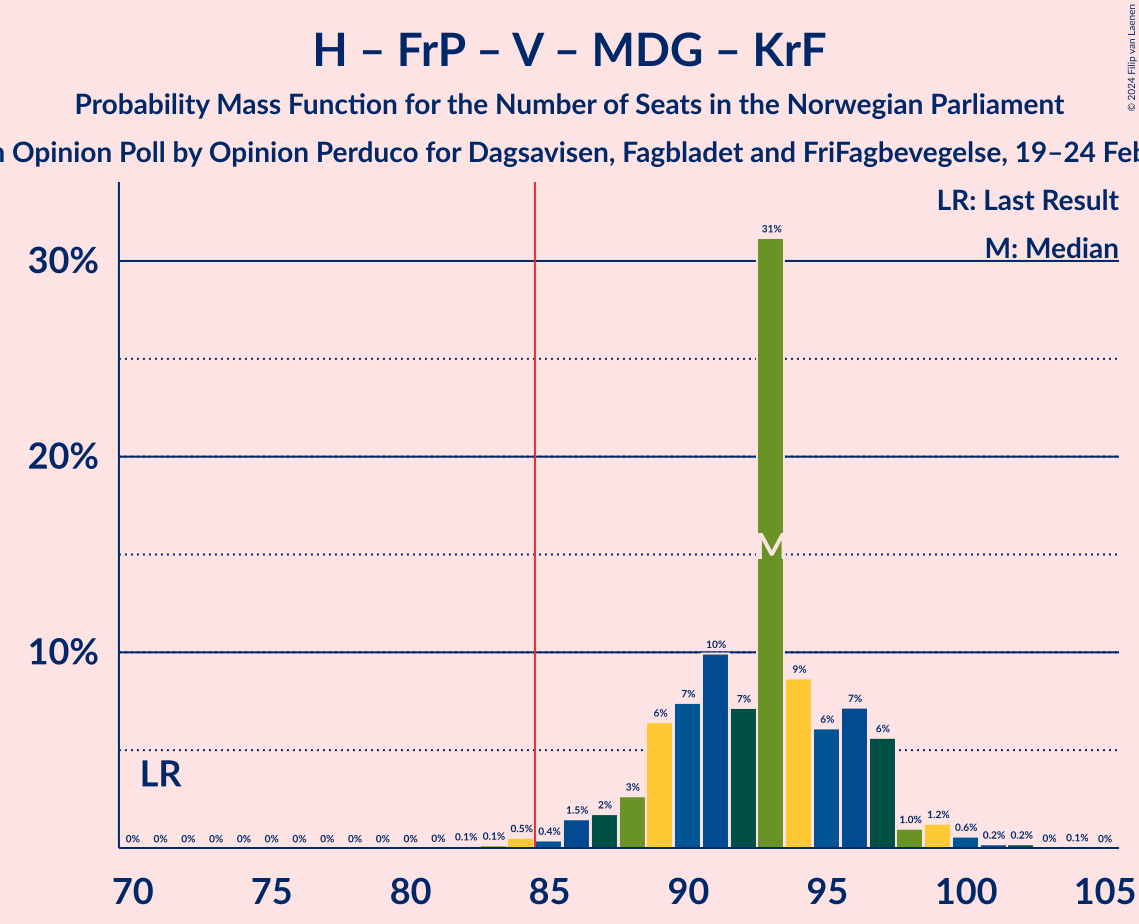 H – FrP – V – MDG – KrF
Probability Mass Function for the Number of Seats in the Norwegian Parliament
Opinion Poll by Opinion Perduco for Dagsavisen, Fagbladet and FriFagbevegelse, 19–24 Feb
© 2024 Filip van Laenen
LR: Last Result
M: Median
30%
20%
10%
31%
M
LR
0% 0% 0% 0% 0% 0% 0% 0% 0% 0% 0% 0% 0.1% 0.1% 0.5% 0.4% 1.5% 2% 3% 6% 7% 10% 7% 9% 6% 7% 6% 1.0% 1.2% 0.6% 0.2% 0.2% 0% 0.1% 0%
70 75 80 85 90 95 100 105